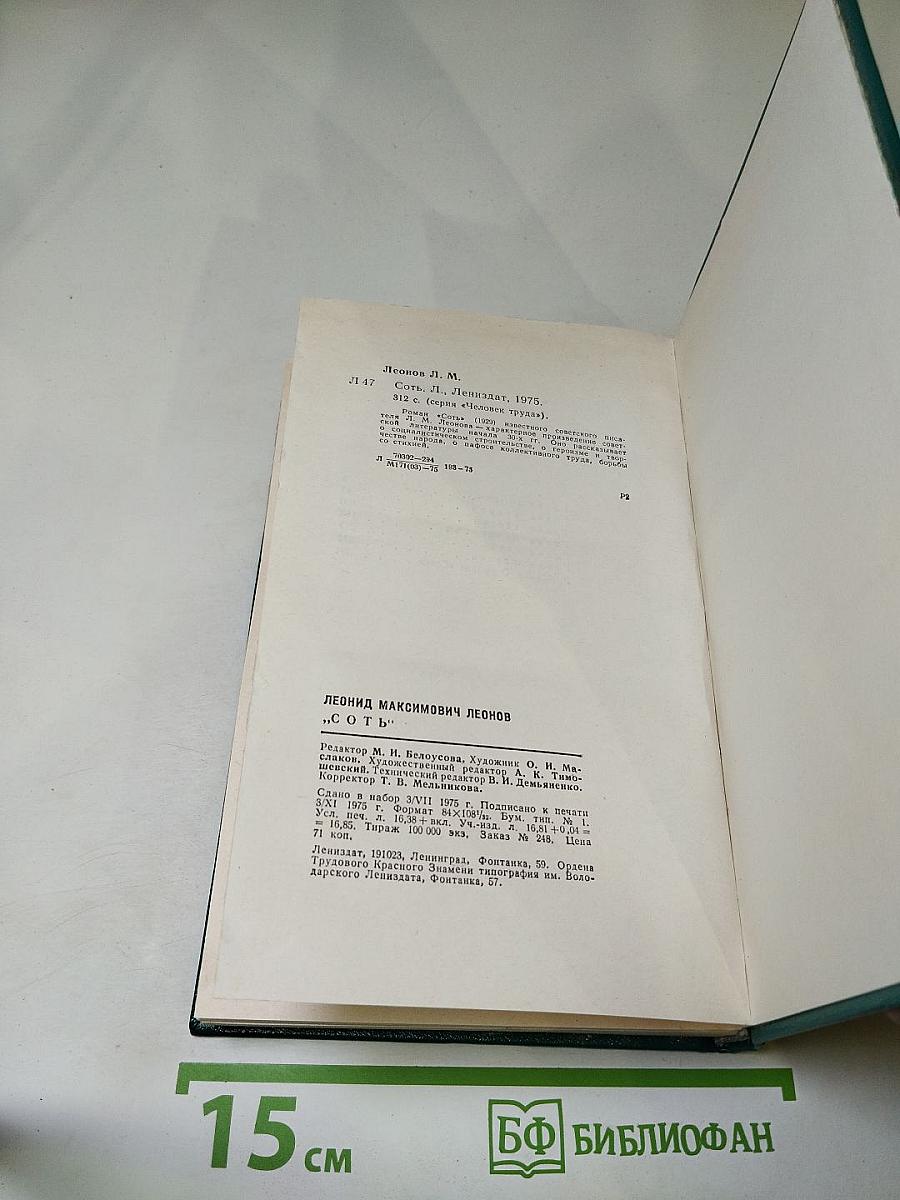 Леонов Л. М.
Л 47 Соть. Л., Лениздат, 1975.
312 с. (серия «Человек труда»).
Роман «Соть» (1929) известного советского писа-
теля Л. М. Леонова — характерное произведение совет-
ской литературы начала 30-х гг. Оно рассказывает
о социалистическом строительстве, о героизме и твор-
честве народа, о пафосе коллективного труда, борьбы
со стихией.
Л 70302—294
М171(03)—75 193-75
Р2
ЛЕОНИД МАКСИМОВИЧ ЛЕОНОВ
„СОТЬ“
Редактор М. И. Белоусова. Художник О. И. Ма-
слаков. Художественный редактор А. К. Тимо-
шевский. Технический редактор В. И. Демьяненко.
Корректор Т. В. Мельникова.
Сдано в набор 3/VII 1975 г. Подписано к печати
3/XI 1975 г. Формат 84×108¹/₃₂. Бум. тип. № 1.
Усл. печ. л. 16,38 + вкл. Уч.-изд. л. 16,81+0,04 =
= 16,85. Тираж 100 000 экз. Заказ № 248. Цена
71 коп.
Лениздат, 191023, Ленинград, Фонтанка, 59. Ордена
Трудового Красного Знамени типография им. Воло-
дарского Лениздата, Фонтанка, 57.
15 см
БФ БИБЛИОФАН